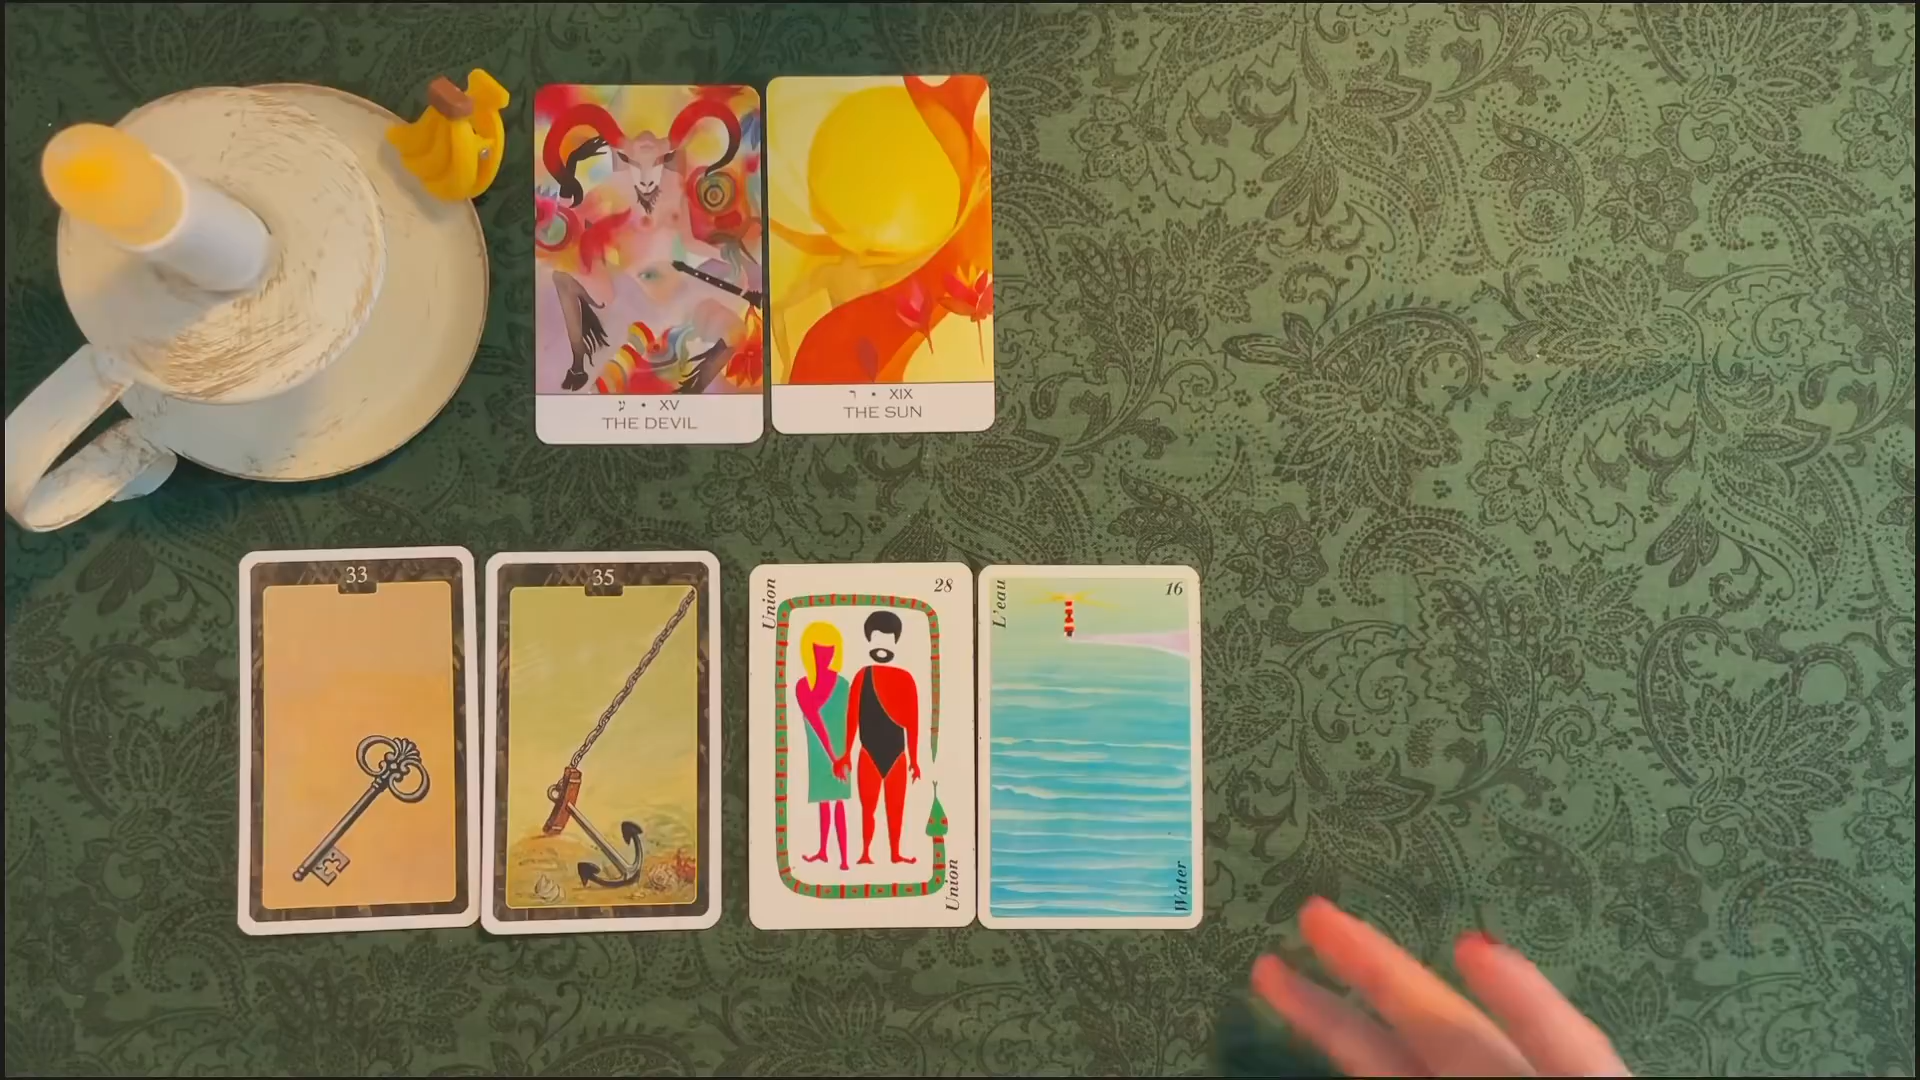 ע • XV
THE DEVIL
ר • XIX
THE SUN
33
35
Union
28
Union
L'eau
16
Water